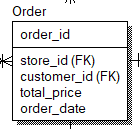 Order
order_id
store_id (FK)
customer_id (FK)
total_price
order_date